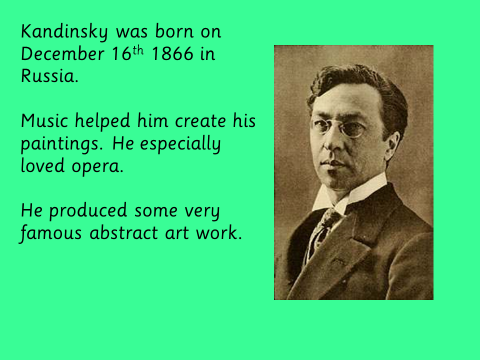 Kandinsky was born on
December 16th 1866 in
Russia.
Music helped him create his
paintings. He especially
loved opera.
He produced some very
famous abstract art work.